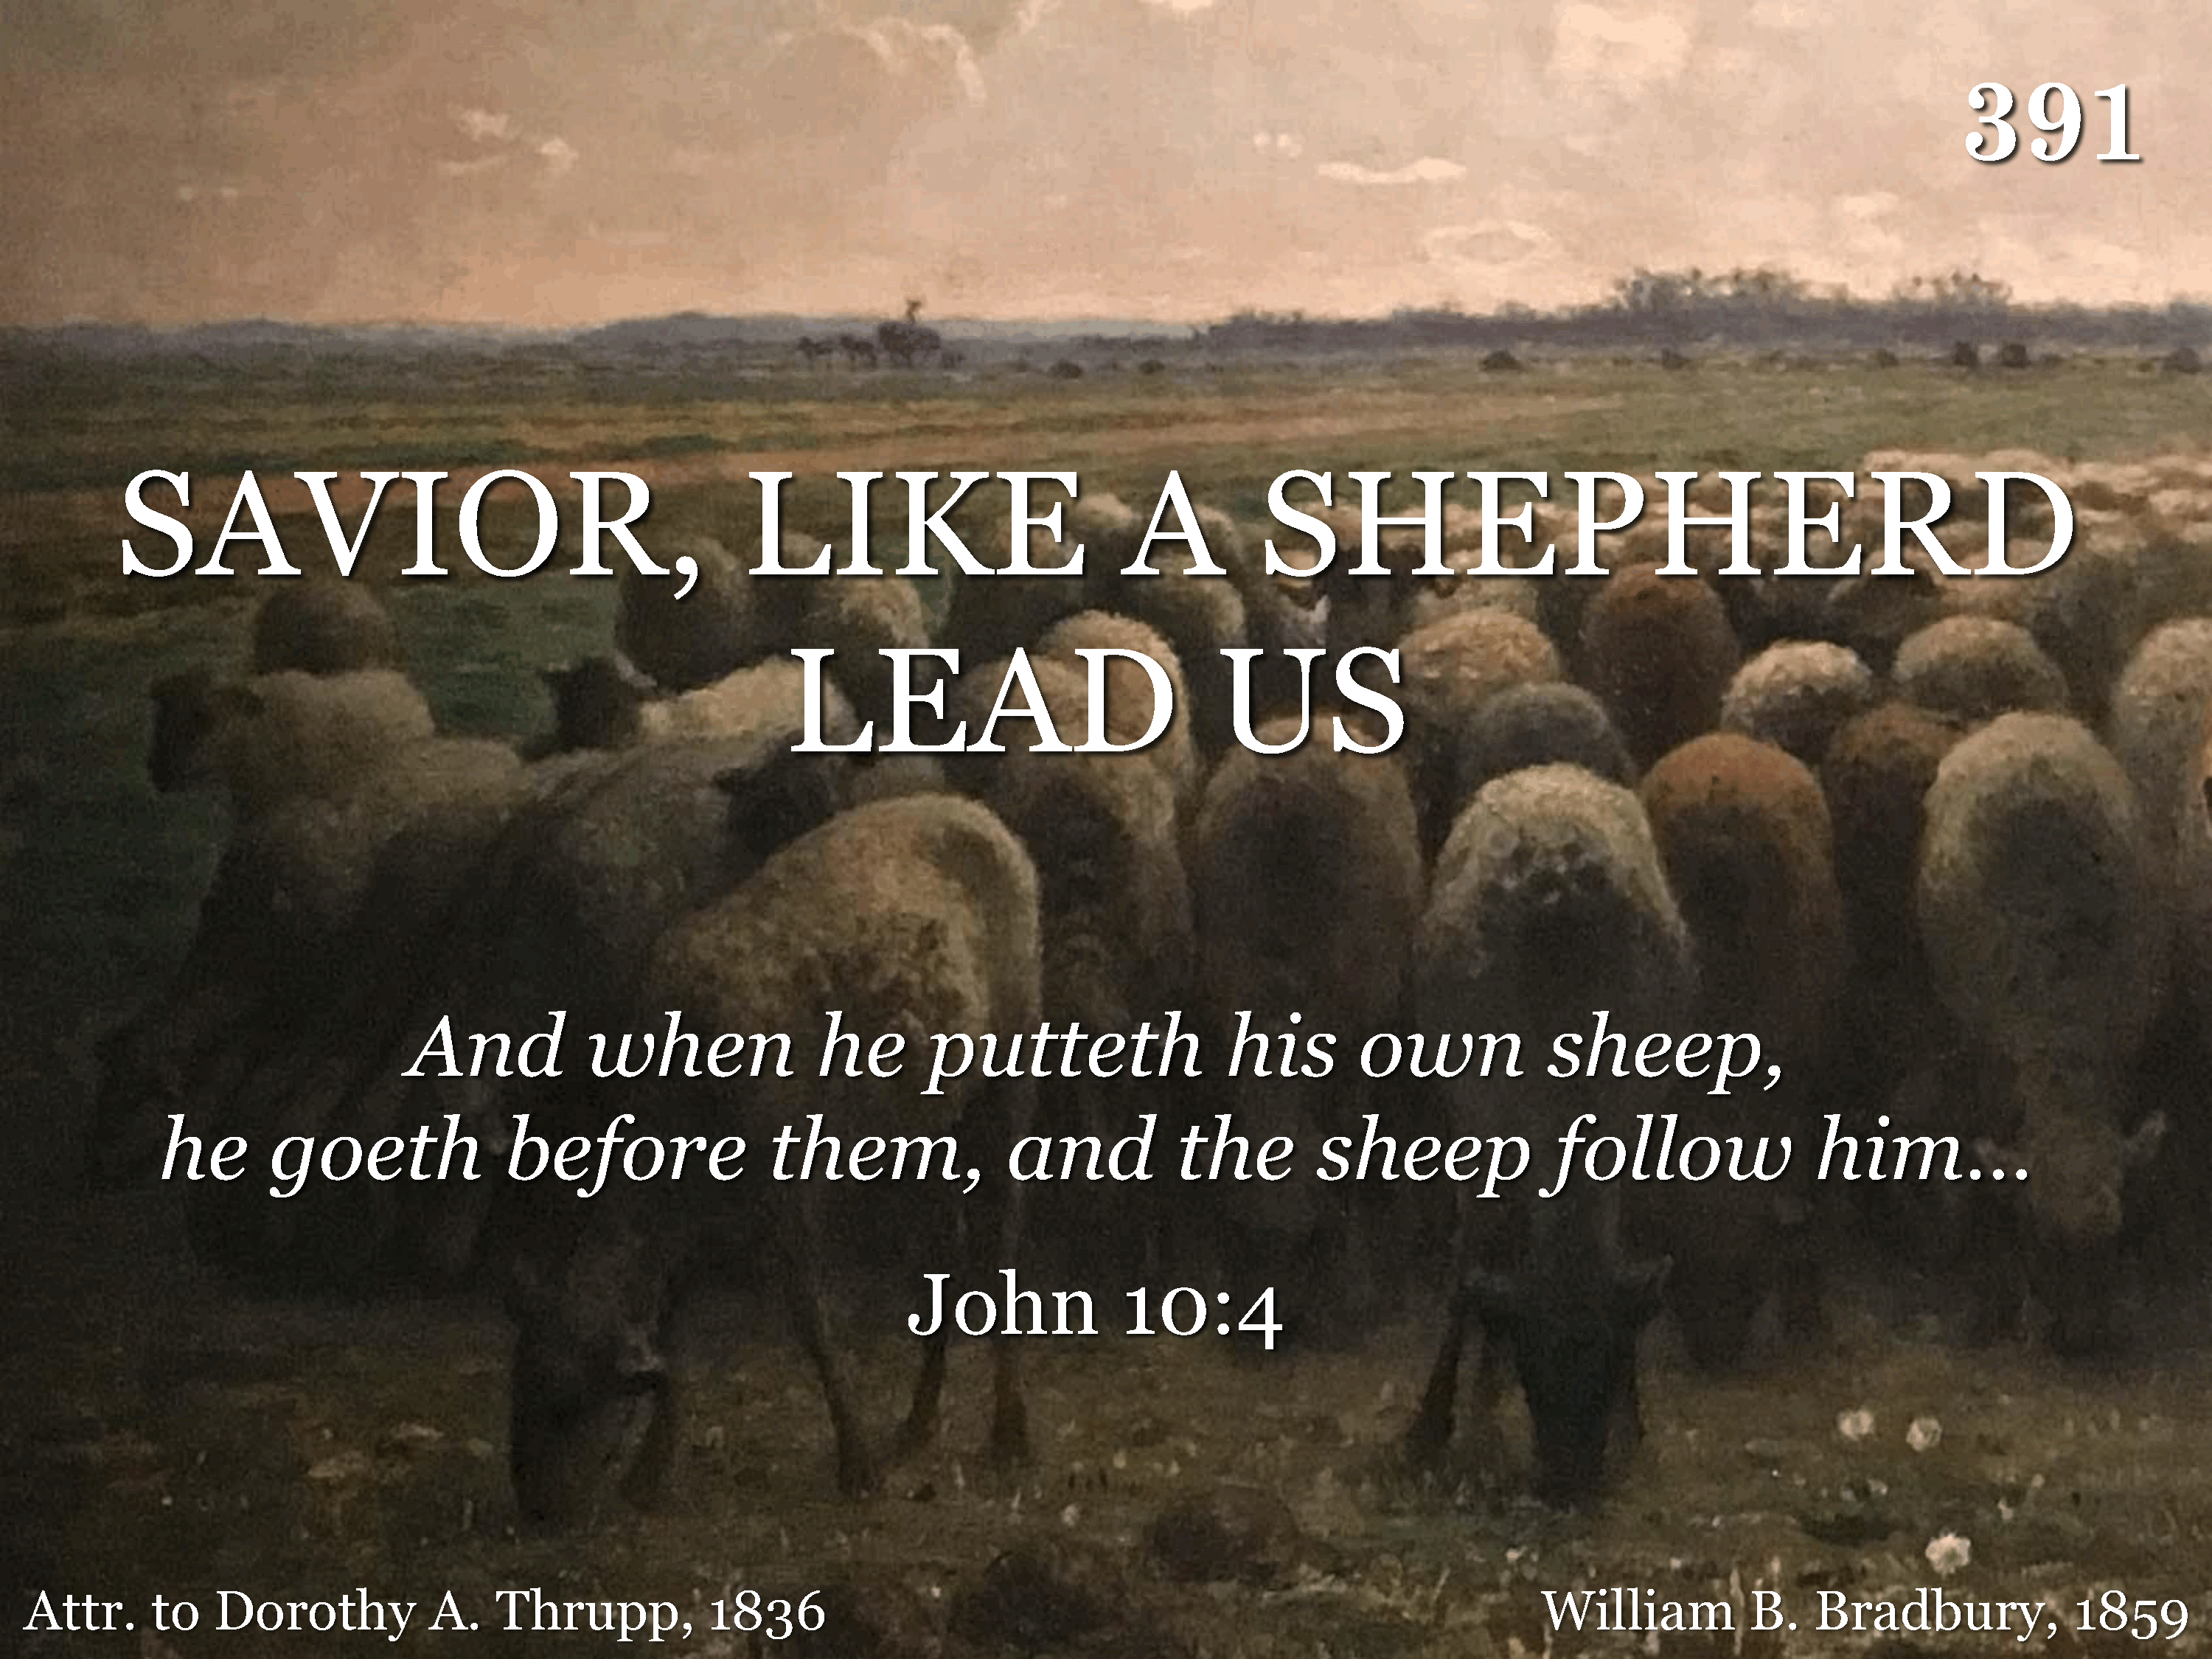 391
SAVIOR, LIKE A SHEPHERD
LEAD US
And when he putteth his own sheep,
he goeth before them, and the sheep follow him...
John 10:4
Attr. to Dorothy A. Thrupp, 1836
William B. Bradbury, 1859